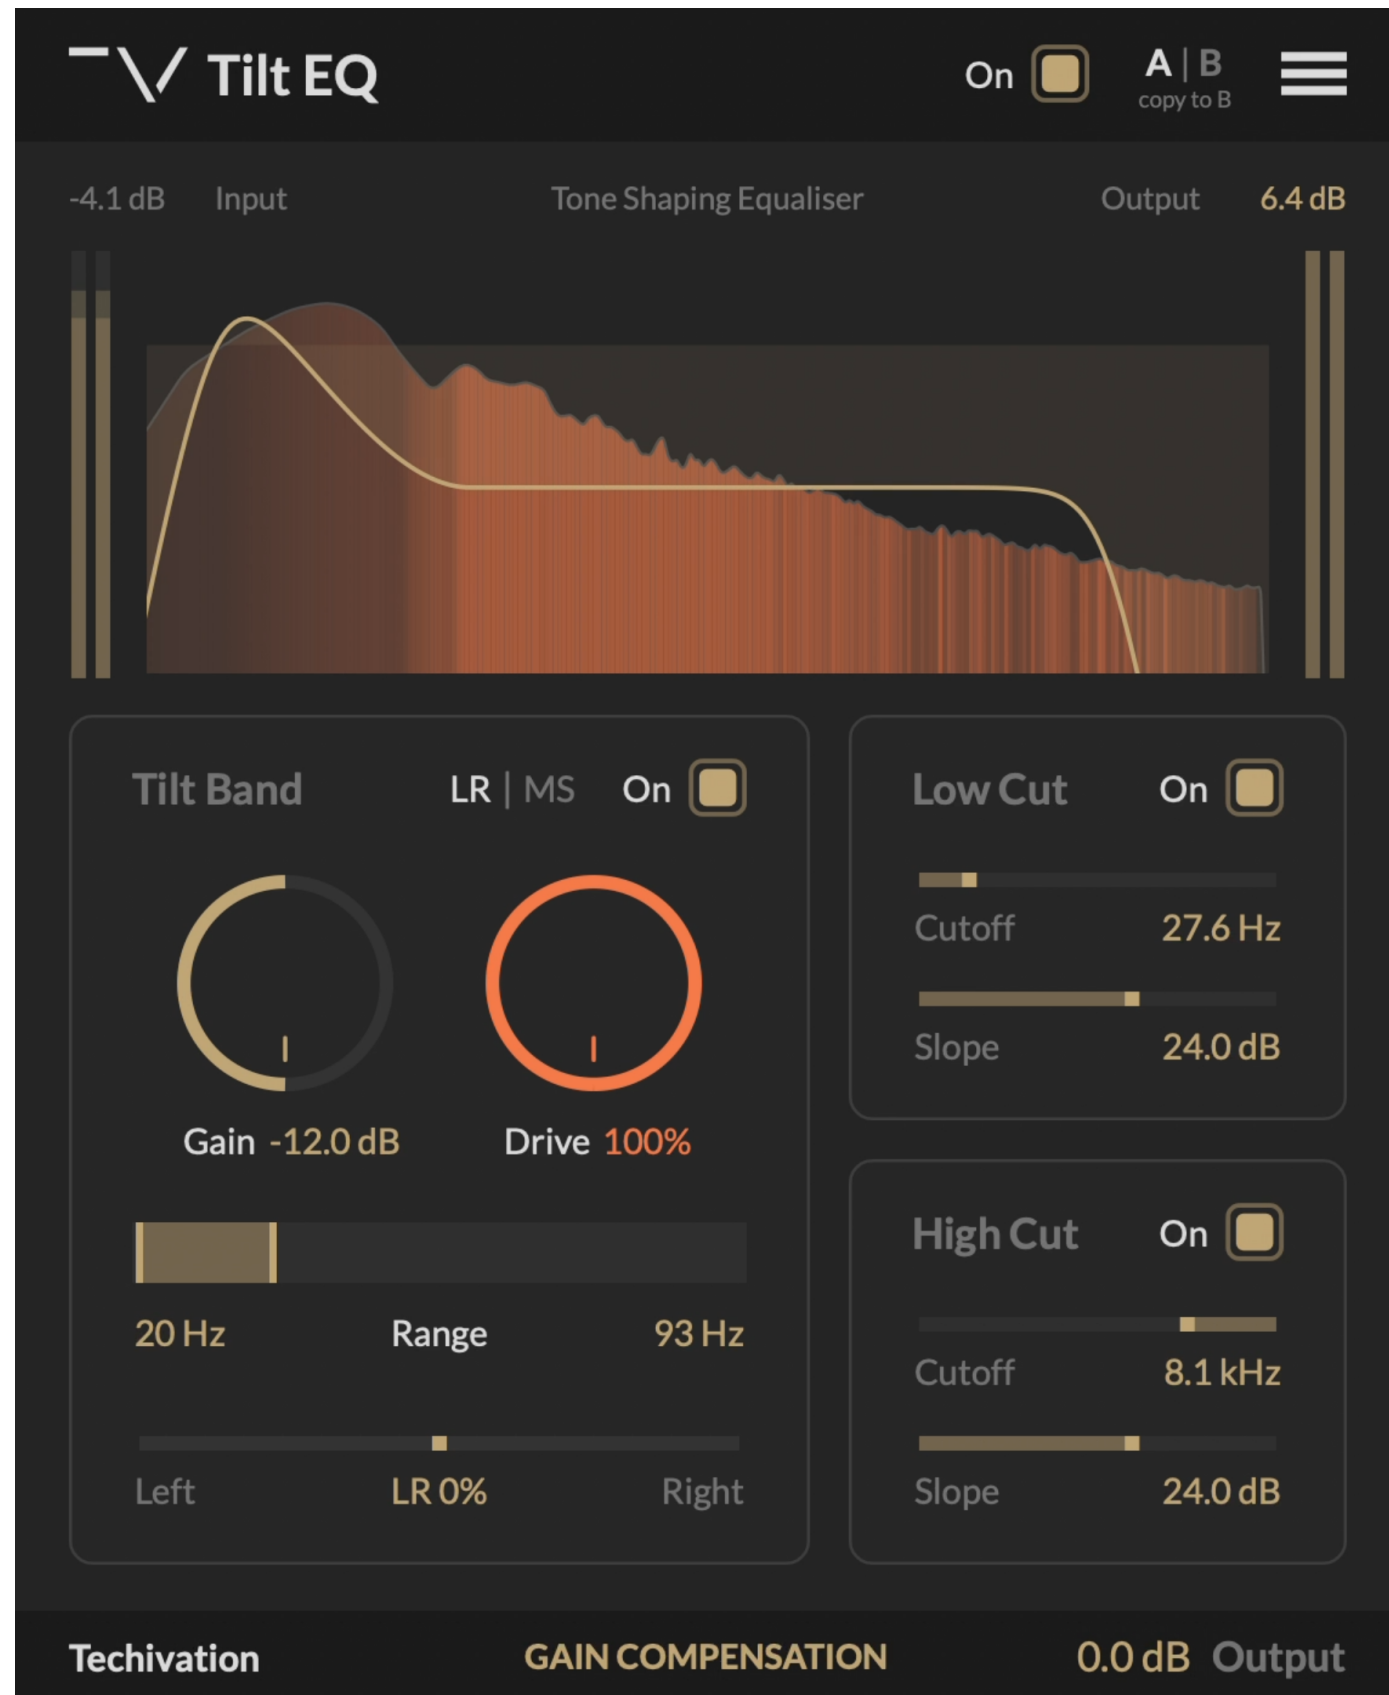 Tilt EQ
On
A | B
copy to B
-4.1 dB Input
Tone Shaping Equaliser
Output 6.4 dB
Tilt Band
LR | MS
On
Gain -12.0 dB
Drive 100%
20 Hz
Range
93 Hz
Left
LR 0%
Right
Low Cut
On
Cutoff 27.6 Hz
Slope 24.0 dB
High Cut
On
Cutoff 8.1 kHz
Slope 24.0 dB
Techivation
GAIN COMPENSATION
0.0 dB Output